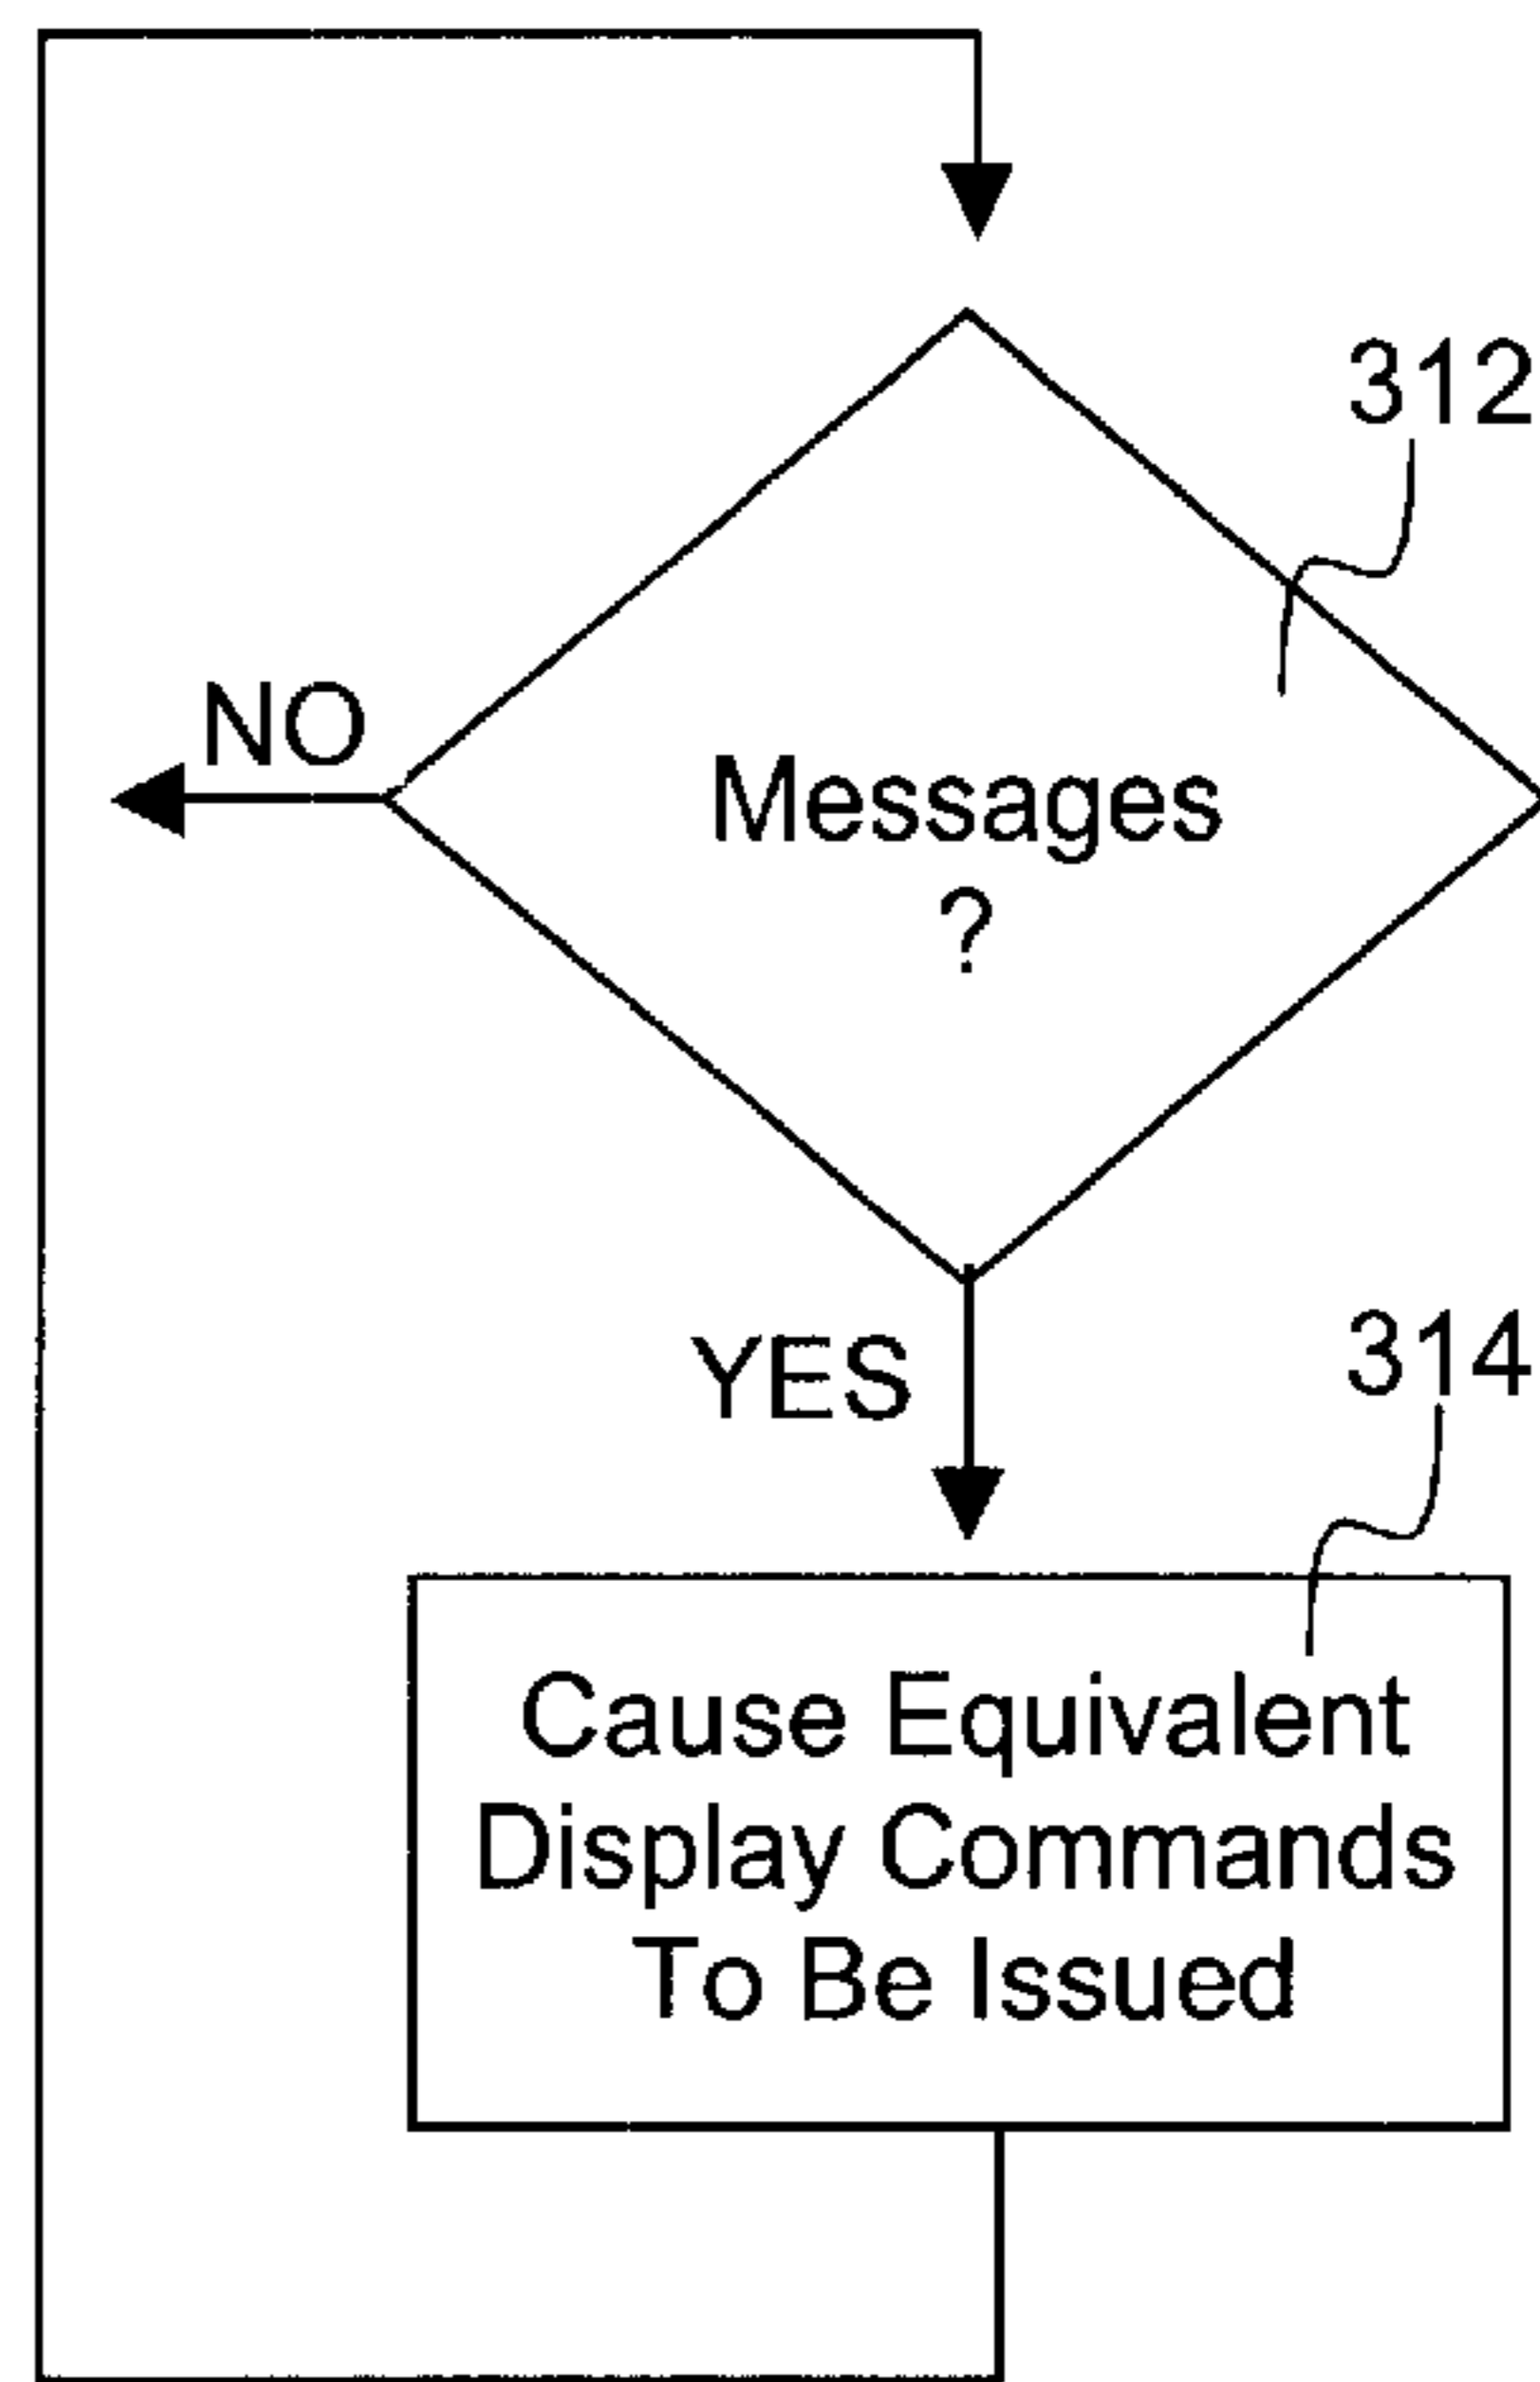 312
NO
Messages
?
YES
314
Cause Equivalent
Display Commands
To Be Issued